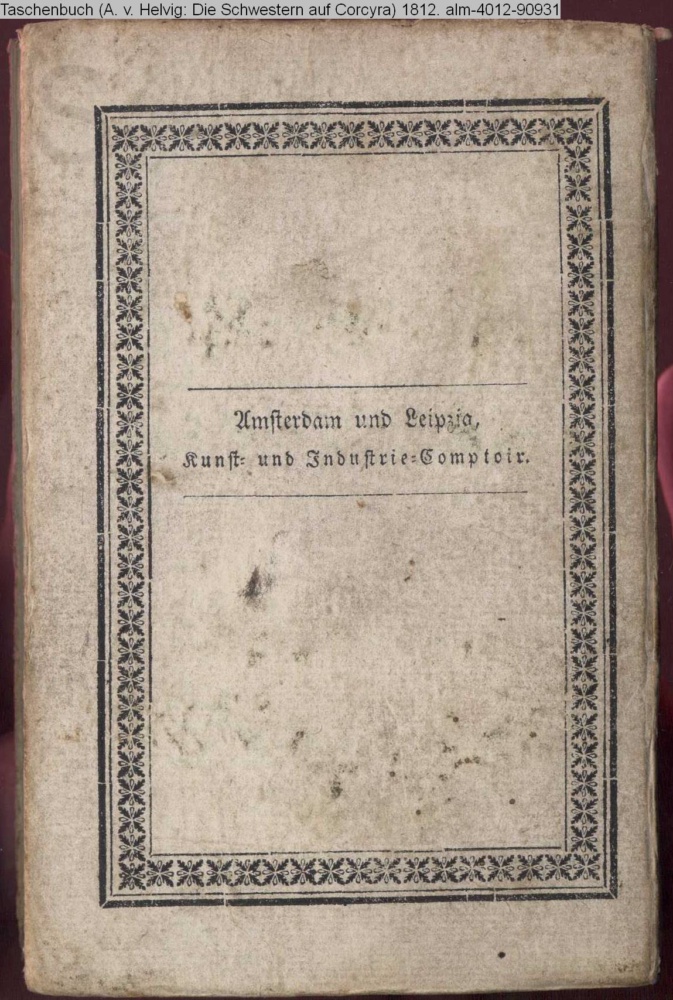 Taschenbuch (A. v. Helvig: Die Schwestern auf Corcyra) 1812. alm-4012-90931
Amsterdam und Leipzig,
Kunst- und Industrie-Comptoir.